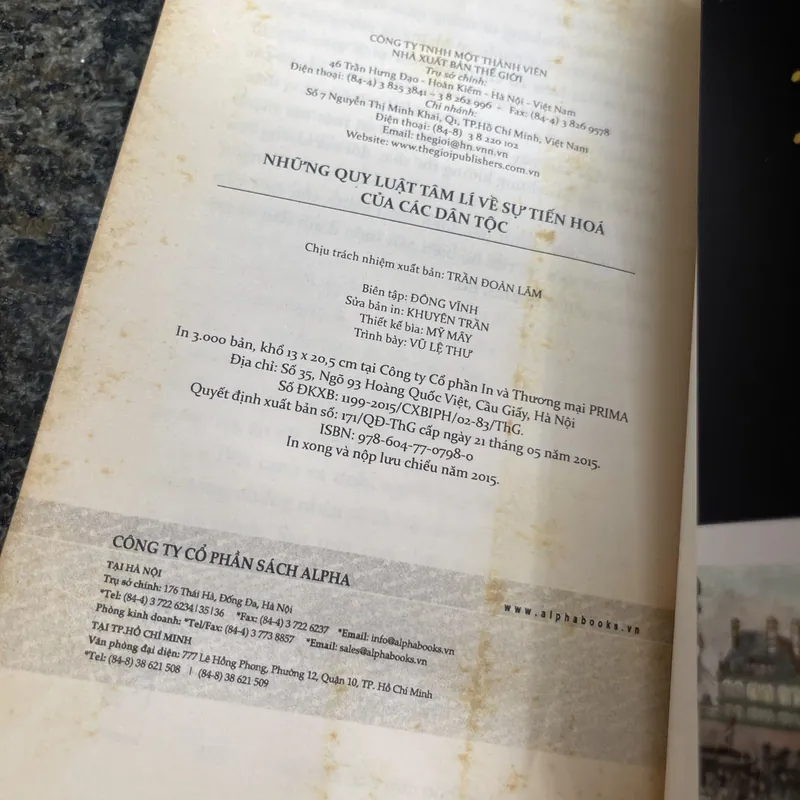 CÔNG TY TNHH MỘT THÀNH VIÊN
NHÀ XUẤT BẢN THẾ GIỚI
Trụ sở chính:
46 Trần Hưng Đạo - Hoàn Kiếm - Hà Nội - Việt Nam
Điện thoại: (84-4) 3 825 3841 – 3 8 262 996 - Fax: (84-4) 3 826 9578
Chi nhánh:
Số 7 Nguyễn Thị Minh Khai, Q1, TP.Hồ Chí Minh, Việt Nam
Điện thoại: (84-8) 3 8 220 102
Email: thegioi@hn.vnn.vn
Website: www.thegioipublishers.com.vn
NHỮNG QUY LUẬT TÂM LÍ VỀ SỰ TIẾN HOÁ
CỦA CÁC DÂN TỘC
Chịu trách nhiệm xuất bản: TRẦN ĐOÀN LÂM
Biên tập: ĐÔNG VĨNH
Sửa bản in: KHUYÊN TRẦN
Thiết kế bìa: MỸ MÂY
Trình bày: VŨ LỆ THƯ
In 3.000 bản, khổ 13 x 20,5 cm tại Công ty Cổ phần In và Thương mại PRIMA
Địa chỉ: Số 35, Ngõ 93 Hoàng Quốc Việt, Cầu Giấy, Hà Nội
Số ĐKXB: 1199-2015/CXBIPH/02-83/ThG.
Quyết định xuất bản số: 171/QĐ-ThG cấp ngày 21 tháng 05 năm 2015.
ISBN: 978-604-77-0798-0
In xong và nộp lưu chiểu năm 2015.
CÔNG TY CỔ PHẦN SÁCH ALPHA
www.alphabooks.vn
TẠI HÀ NỘI
Trụ sở chính: 176 Thái Hà, Đống Đa, Hà Nội
*Tel: (84-4) 3 722 6234|35|36 *Fax: (84-4) 3 722 6237 *Email: info@alphabooks.vn
Phòng kinh doanh: *Tel/Fax: (84-4) 3 773 8857 *Email: sales@alphabooks.vn
TẠI TP.HỒ CHÍ MINH
Văn phòng đại diện: 777 Lê Hồng Phong, Phường 12, Quận 10, TP. Hồ Chí Minh
*Tel: (84-8) 38 621 508 | (84-8) 38 621 509